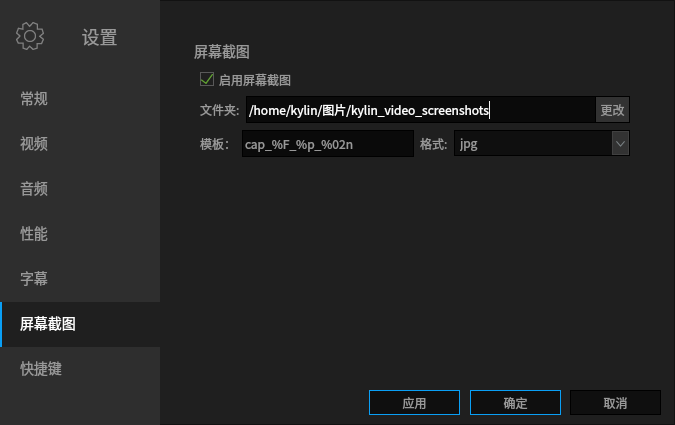 设置
常规
视频
音频
性能
字幕
屏幕截图
快捷键
屏幕截图
启用屏幕截图
文件夹: /home/kylin/图片/kylin_video_screenshots 更改
模板: cap_%F_%p_%02n 格式: jpg
应用 确定 取消